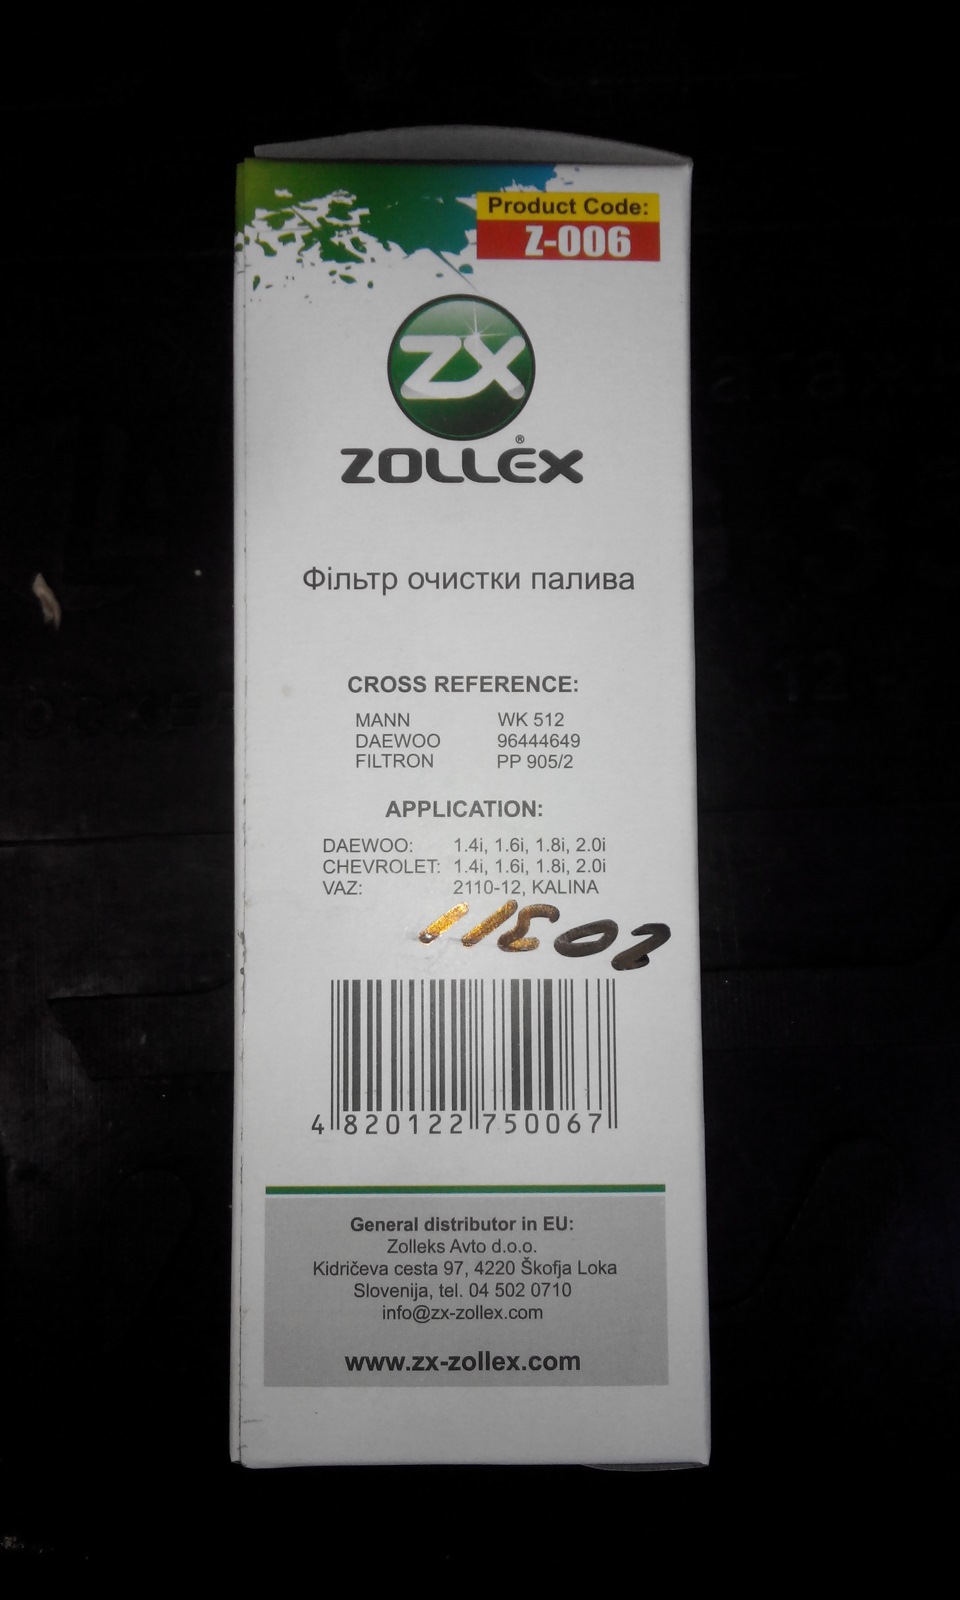 Product Code:
Z-006
ZX
ZOLLEX®
Фільтр очистки палива
CROSS REFERENCE:
MANN WK 512
DAEWOO 96444649
FILTRON PP 905/2
APPLICATION:
DAEWOO: 1.4i, 1.6i, 1.8i, 2.0i
CHEVROLET: 1.4i, 1.6i, 1.8i, 2.0i
VAZ: 2110-12, KALINA
4 820122 750067
General distributor in EU:
Zolleks Avto d.o.o.
Kidričeva cesta 97, 4220 Škofja Loka
Slovenija, tel. 04 502 0710
info@zx-zollex.com
www.zx-zollex.com